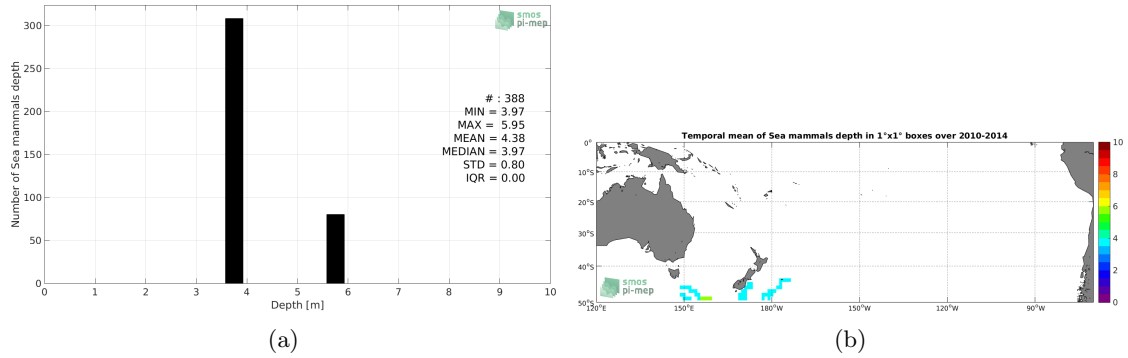 smos
pi-mep
300
250
200
150
100
50
0
Number of Sea mammals depth
# : 388
MIN = 3.97
MAX = 5.95
MEAN = 4.38
MEDIAN = 3.97
STD = 0.80
IQR = 0.00
0 1 2 3 4 5 6 7 8 9 10
Depth [m]
(a)
Temporal mean of Sea mammals depth in 1°x1° boxes over 2010-2014
0°
10°S
20°S
30°S
40°S
50°S
smos
pi-mep
120°E 150°E 180°W 150°W 120°W 90°W
10
8
6
4
2
0
(b)